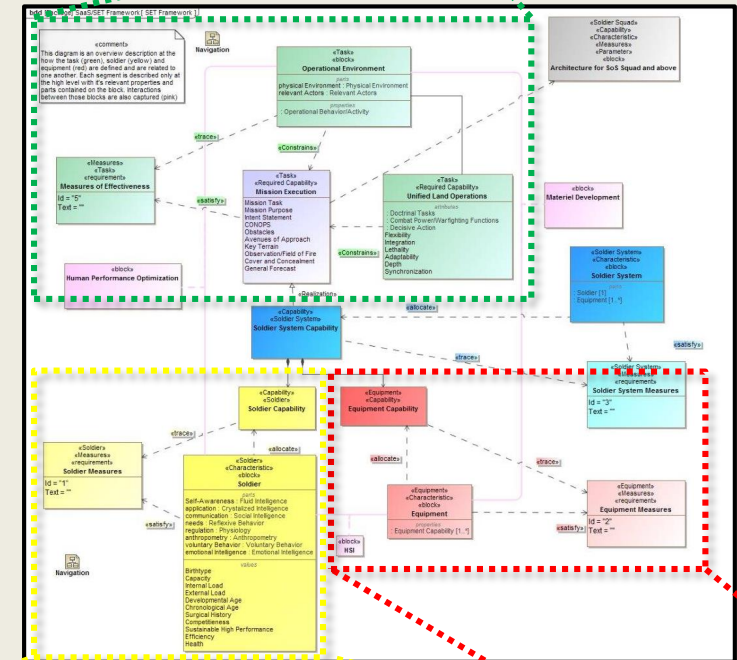 bdd [Package] SaaS/SET Framework [ SET Framework ]
«comment»
This diagram is an overview description at the
how the task (green), soldier (yellow) and
equipment (red) are defined and are related to
one another. Each segment is described only at
the high level with it's relevant properties and
parts contained on the block. Interactions
between those blocks are also captured (pink)
Navigation
«Task»
«block»
Operational Environment
parts
physical Environment : Physical Environment
relevant Actors : Relevant Actors
properties
: Operational Behavior/Activity
«Soldier Squad»
«Capability»
«Characteristic»
«Measures»
«Parameter»
«block»
Architecture for SoS Squad and above
«trace»
«Constrains»
«Measures»
«Task»
«requirement»
Measures of Effectiveness
Id = "5"
Text = ""
«satisfy»
«Task»
«Required Capability»
Mission Execution
Mission Task
Mission Purpose
Intent Statement
CONOPS
Obstacles
Avenues of Approach
Key Terrain
Observation/Field of Fire
Cover and Concealment
General Forecast
«Constrains»
«Task»
«Required Capability»
Unified Land Operations
attributes
: Doctrinal Tasks
: Combat Power/Warfighting Functions
: Decisive Action
Flexibility
Integration
Lethality
Adaptability
Depth
Synchronization
«block»
Materiel Development
«block»
Human Performance Optimization
«Realization»
«Soldier System»
«Characteristic»
«block»
Soldier System
parts
: Soldier [1]
: Equipment [1..*]
«Capability»
«Soldier System»
Soldier System Capability
«allocate»
«trace»
«satisfy»
«Soldier System»
«Measures»
«requirement»
Soldier System Measures
Id = "3"
Text = ""
«Capability»
«Soldier»
Soldier Capability
«Equipment»
«Capability»
Equipment Capability
«trace»
«allocate»
«Soldier»
«Measures»
«requirement»
Soldier Measures
Id = "1"
Text = ""
«satisfy»
«Soldier»
«Characteristic»
«block»
Soldier
parts
Self-Awareness : Fluid Intelligence
application : Crystalized Intelligence
communication : Social Intelligence
needs : Reflexive Behavior
regulation : Physiology
anthropometry : Anthropometry
voluntary Behavior : Voluntary Behavior
emotional Intelligence : Emotional Intelligence
values
Birthtype
Capacity
Internal Load
External Load
Developmental Age
Chronological Age
Surgical History
Competitieness
Sustainable High Performance
Efficiency
Health
«allocate»
«trace»
«Equipment»
«Characteristic»
«block»
Equipment
properties
: Equipment Capability [1..*]
«satisfy»
«Equipment»
«Measures»
«requirement»
Equipment Measures
Id = "2"
Text = ""
«block»
HSI
Navigation